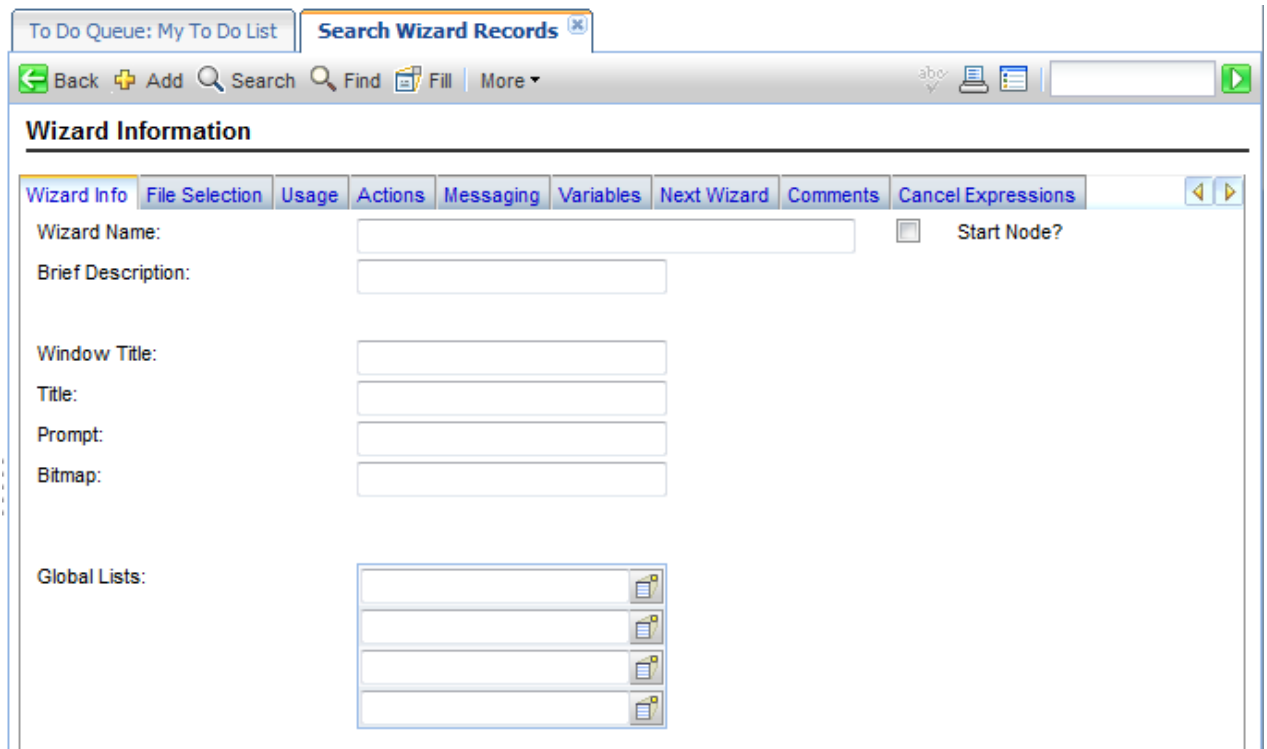 To Do Queue: My To Do List Search Wizard Records
Back Add Search Find Fill More abc
Wizard Information
Wizard Info File Selection Usage Actions Messaging Variables Next Wizard Comments Cancel Expressions
Wizard Name: Start Node?
Brief Description:
Window Title:
Title:
Prompt:
Bitmap:
Global Lists: